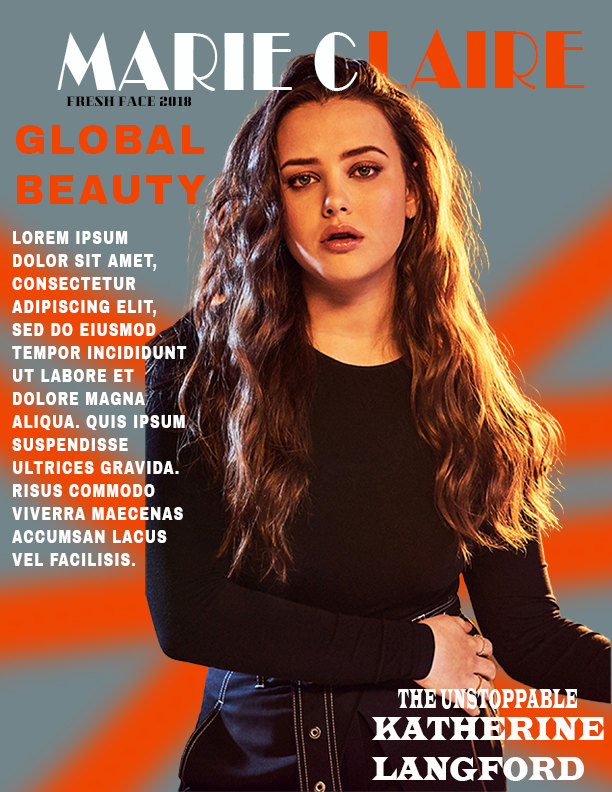 MARIE CLAIRE
FRESH FACE 2018
GLOBAL
BEAUTY
LOREM IPSUM
DOLOR SIT AMET,
CONSECTETUR
ADIPISCING ELIT,
SED DO EIUSMOD
TEMPOR INCIDIDUNT
UT LABORE ET
DOLORE MAGNA
ALIQUA. QUIS IPSUM
SUSPENDISSE
ULTRICES GRAVIDA.
RISUS COMMODO
VIVERRA MAECENAS
ACCUMSAN LACUS
VEL FACILISIS.
THE UNSTOPPABLE
KATHERINE
LANGFORD